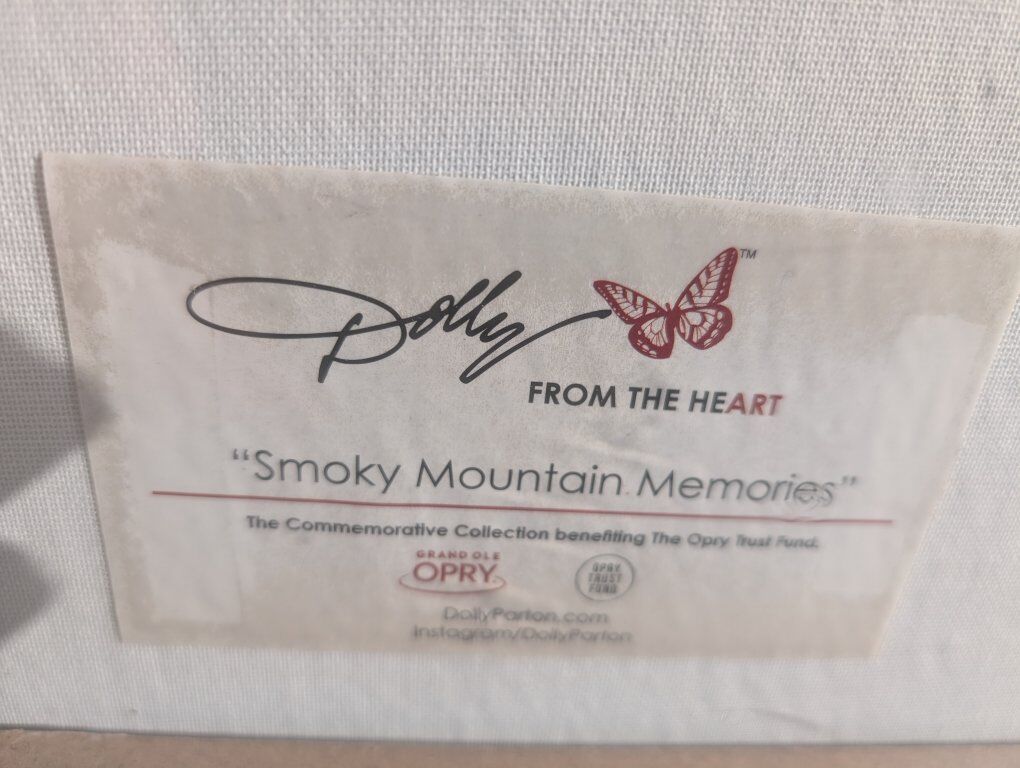 Dolly
TM
FROM THE HEART
“Smoky Mountain Memories”
The Commemorative Collection benefiting The Opry Trust Fund.
GRAND OLE
OPRY
OPRY
TRUST
FUND
DollyParton.com
Instagram/DollyParton